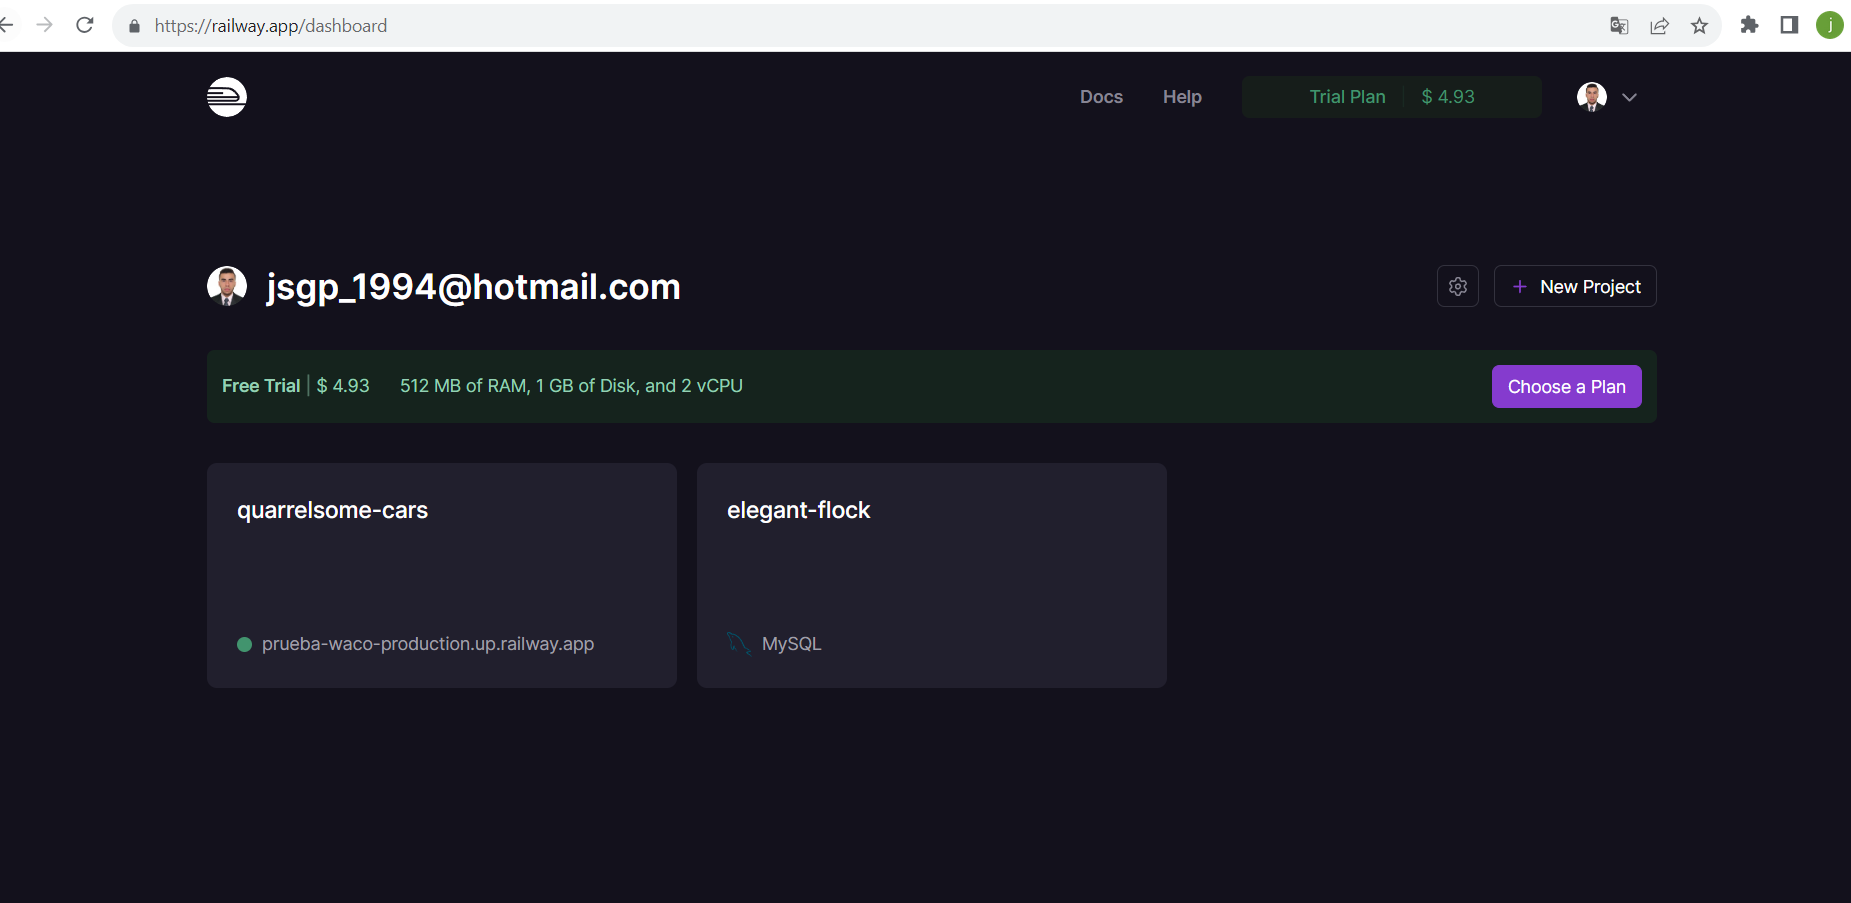 https://railway.app/dashboard
j
Docs Help Trial Plan $ 4.93
jsgp_1994@hotmail.com
New Project
Free Trial $ 4.93 512 MB of RAM, 1 GB of Disk, and 2 vCPU
Choose a Plan
quarrelsome-cars
elegant-flock
prueba-waco-production.up.railway.app
MySQL